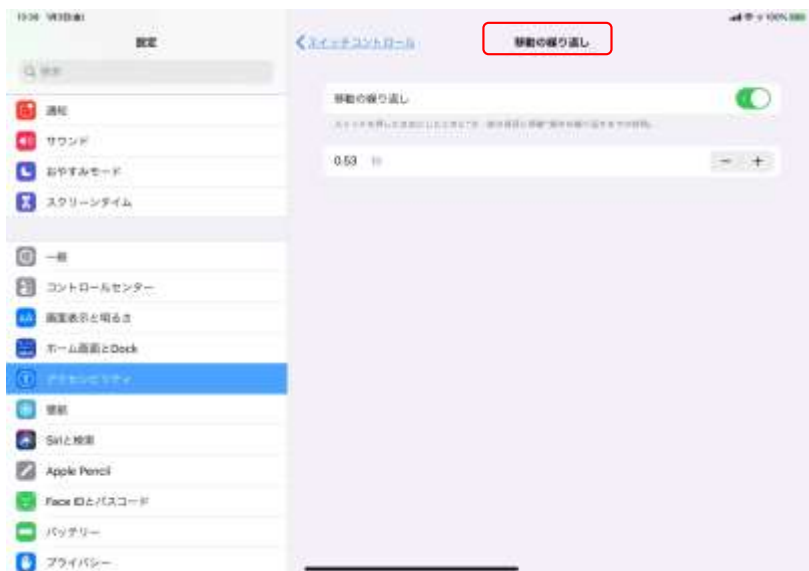 設定
スイッチコントロール
移動の繰り返し
検索
移動の繰り返し
0.53 秒
− +
通知
サウンド
おやすみモード
スクリーンタイム
一般
コントロールセンター
画面表示と明るさ
ホーム画面とDock
アクセシビリティ
壁紙
Siriと検索
Apple Pencil
Face IDとパスコード
バッテリー
プライバシー